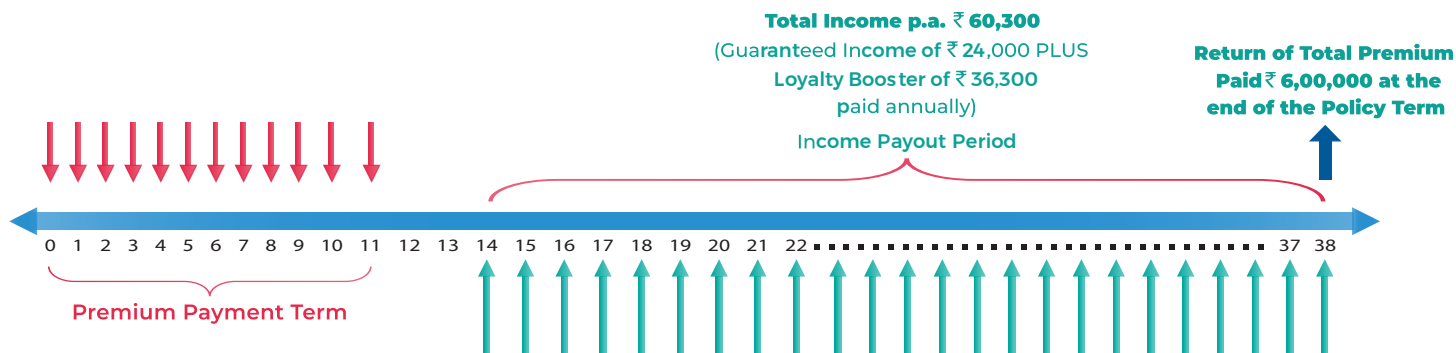 Total Income p.a. ₹ 60,300
(Guaranteed Income of ₹ 24,000 PLUS
Loyalty Booster of ₹ 36,300
paid annually)
Income Payout Period
Return of Total Premium
Paid ₹ 6,00,000 at the
end of the Policy Term
0 1 2 3 4 5 6 7 8 9 10 11 12 13 14 15 16 17 18 19 20 21 22 37 38
Premium Payment Term